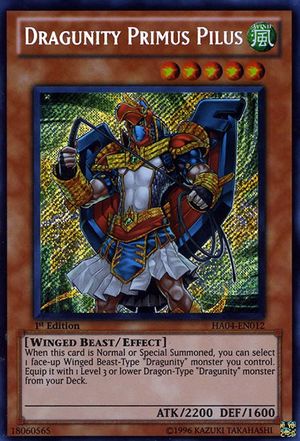 DRAGUNITY PRIMUS PILUS
WIND
風
1st Edition
HA04-EN012
[WINGED BEAST/EFFECT]
When this card is Normal or Special Summoned, you can select
1 face-up Winged Beast-Type "Dragunity" monster you control.
Equip it with 1 Level 3 or lower Dragon-Type "Dragunity" monster
from your Deck.
ATK/2200 DEF/1600
18060565
©1996 KAZUKI TAKAHASHI